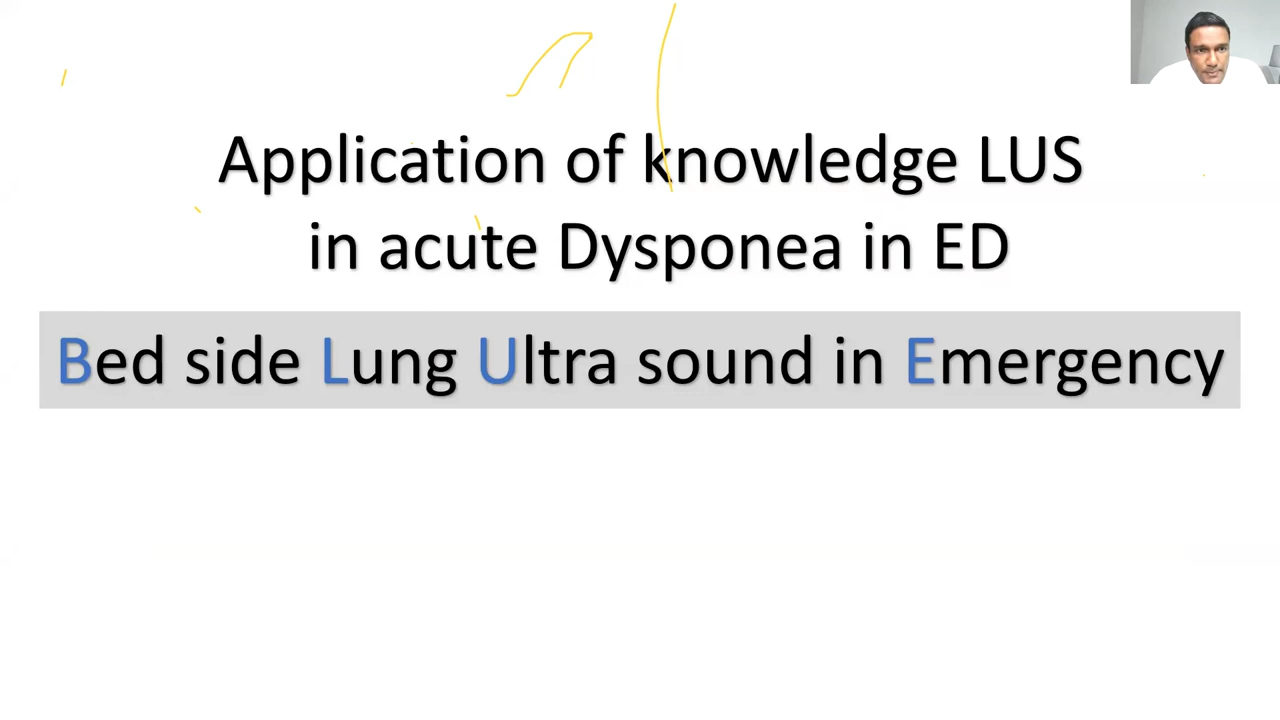 Application of knowledge LUS
in acute Dysponea in ED
Bed side Lung Ultra sound in Emergency